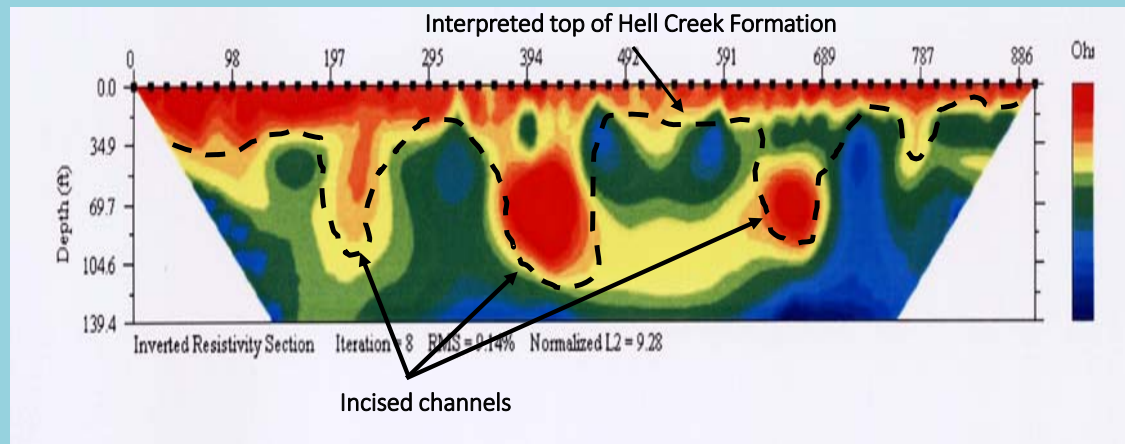 Interpreted top of Hell Creek Formation
0 98 197 295 394 492 591 689 787 886
Ohr
0.0
34.9
69.7
104.6
139.4
Depth (ft)
Inverted Resistivity Section Iteration = 8 RMS = 9.14% Normalized L2 = 9.28
Incised channels